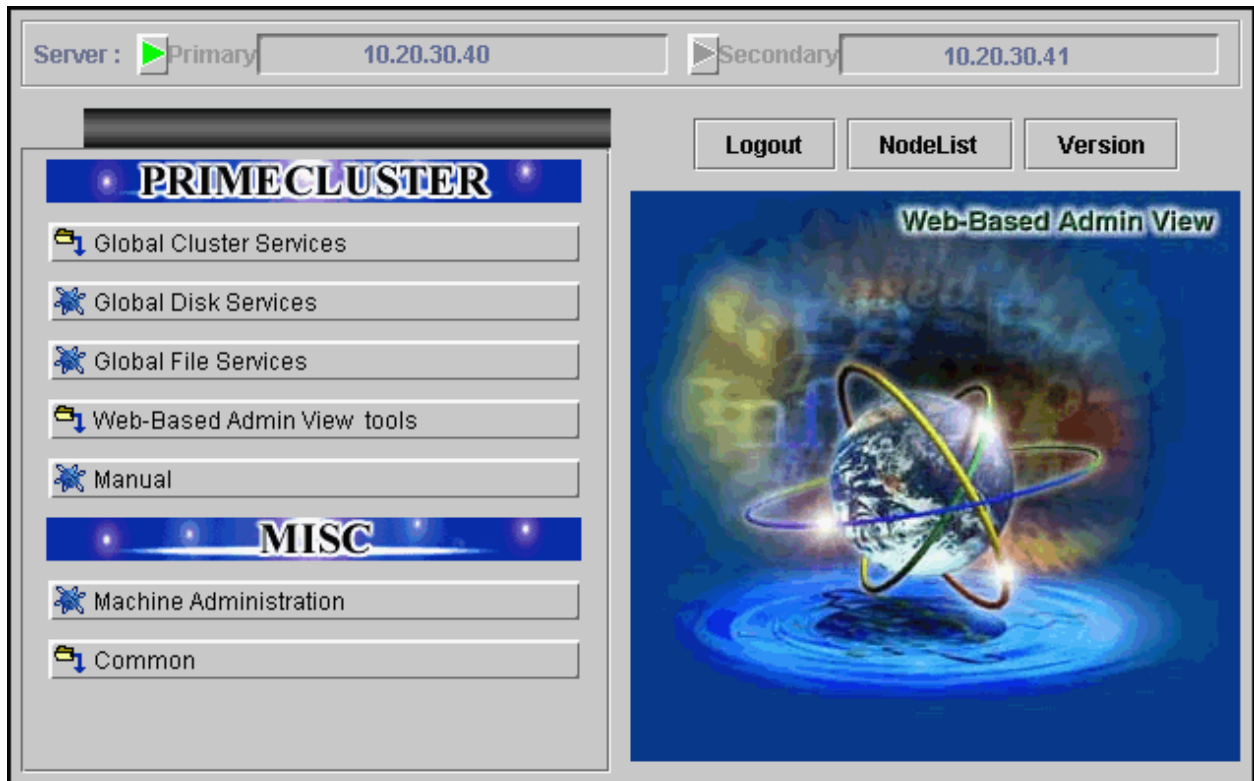 Server : Primary 10.20.30.40 Secondary 10.20.30.41
Logout NodeList Version
PRIMECLUSTER
Global Cluster Services
Global Disk Services
Global File Services
Web-Based Admin View tools
Manual
MISC
Machine Administration
Common
Web-Based Admin View